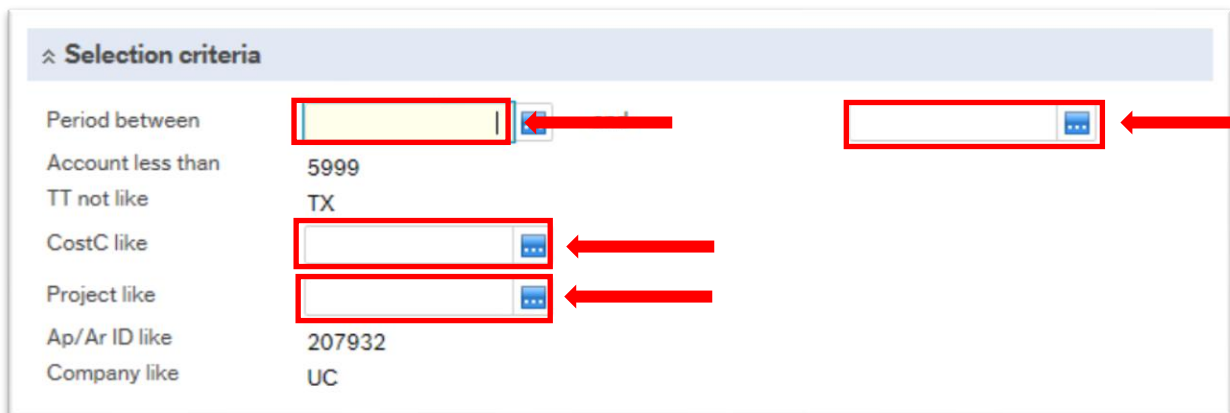 Selection criteria
Period between
Account less than 5999
TT not like TX
CostC like
Project like
Ap/Ar ID like 207932
Company like UC